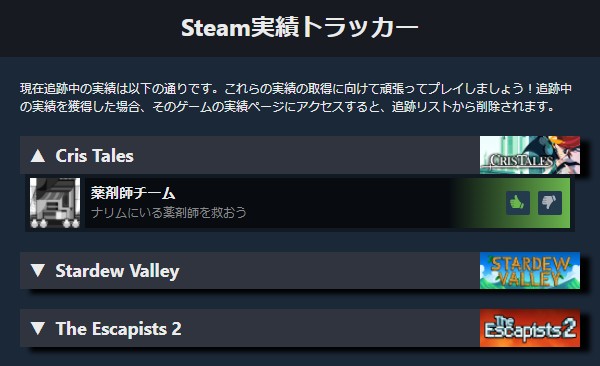 Steam実績トラッカー
現在追跡中の実績は以下の通りです。これらの実績の取得に向けて頑張ってプレイしましょう！追跡中
の実績を獲得した場合、そのゲームの実績ページにアクセスすると、追跡リストから削除されます。
▲ Cris Tales
CRIS TALES
薬剤師チーム
ナリムにいる薬剤師を救おう
▼ Stardew Valley
STARDEW
VALLEY
▼ The Escapists 2
The
Escapists 2